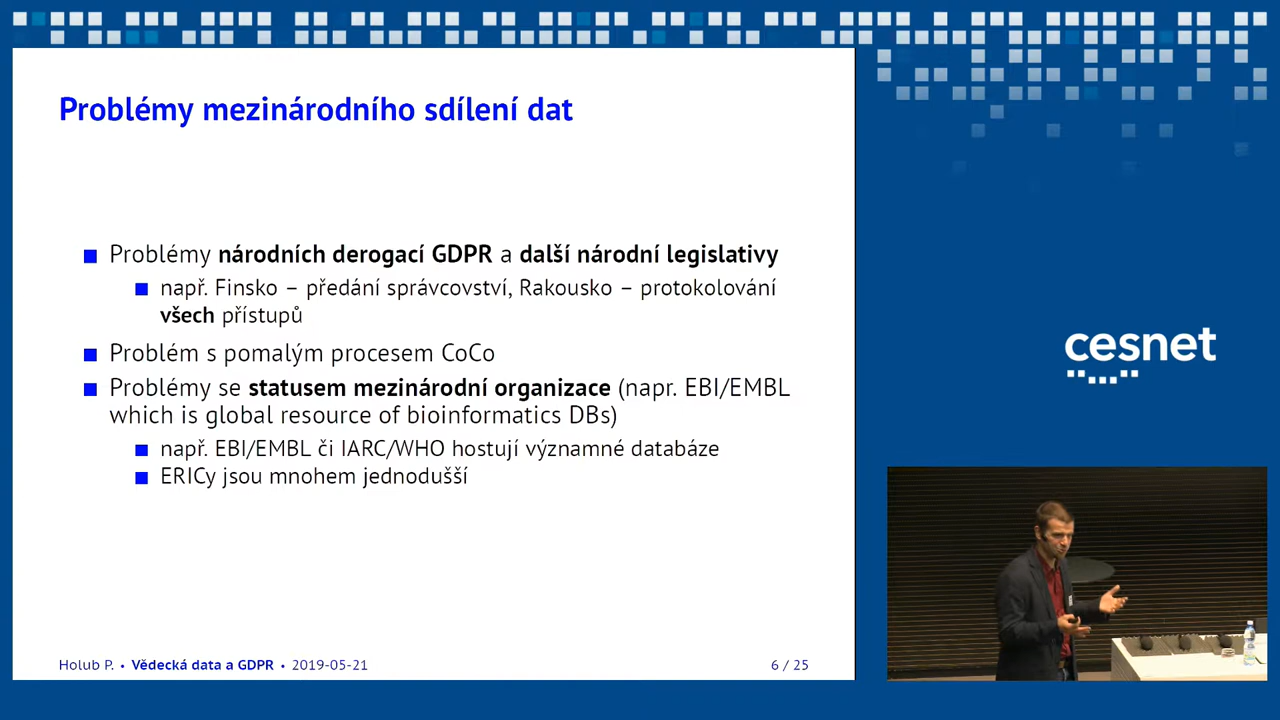 Problémy mezinárodního sdílení dat
Problémy národních derogací GDPR a další národní legislativy
např. Finsko – předání správcovství, Rakousko – protokolování
všech přístupů
Problém s pomalým procesem CoCo
Problémy se statusem mezinárodní organizace (napr. EBI/EMBL
which is global resource of bioinformatics DBs)
např. EBI/EMBL či IARC/WHO hostují významné databáze
ERICy jsou mnohem jednodušší
Holub P. • Vědecká data a GDPR • 2019-05-21
6 / 25
cesnet